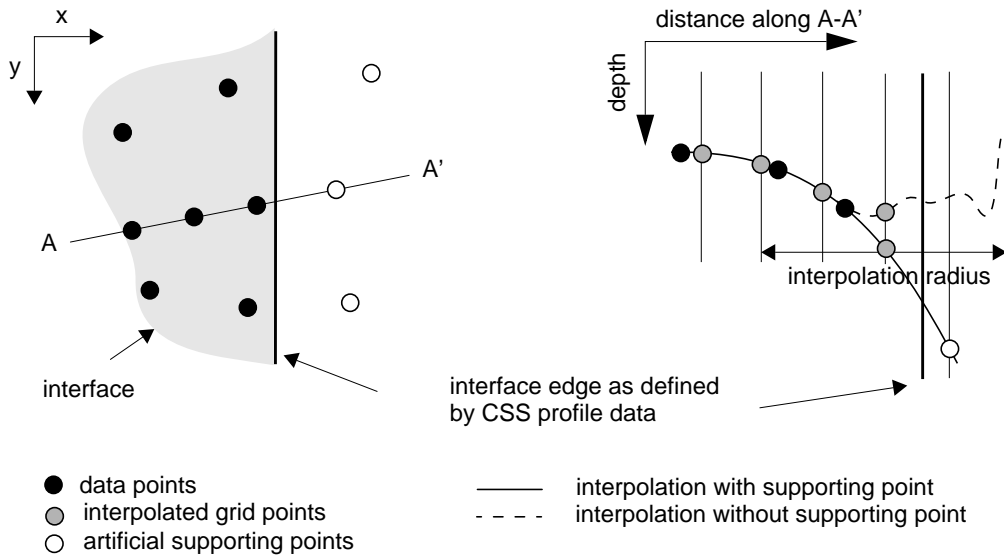 x
y
A
A'
interface
distance along A-A'
depth
interpolation radius
interface edge as defined
by CSS profile data
data points
interpolated grid points
artificial supporting points
interpolation with supporting point
interpolation without supporting point